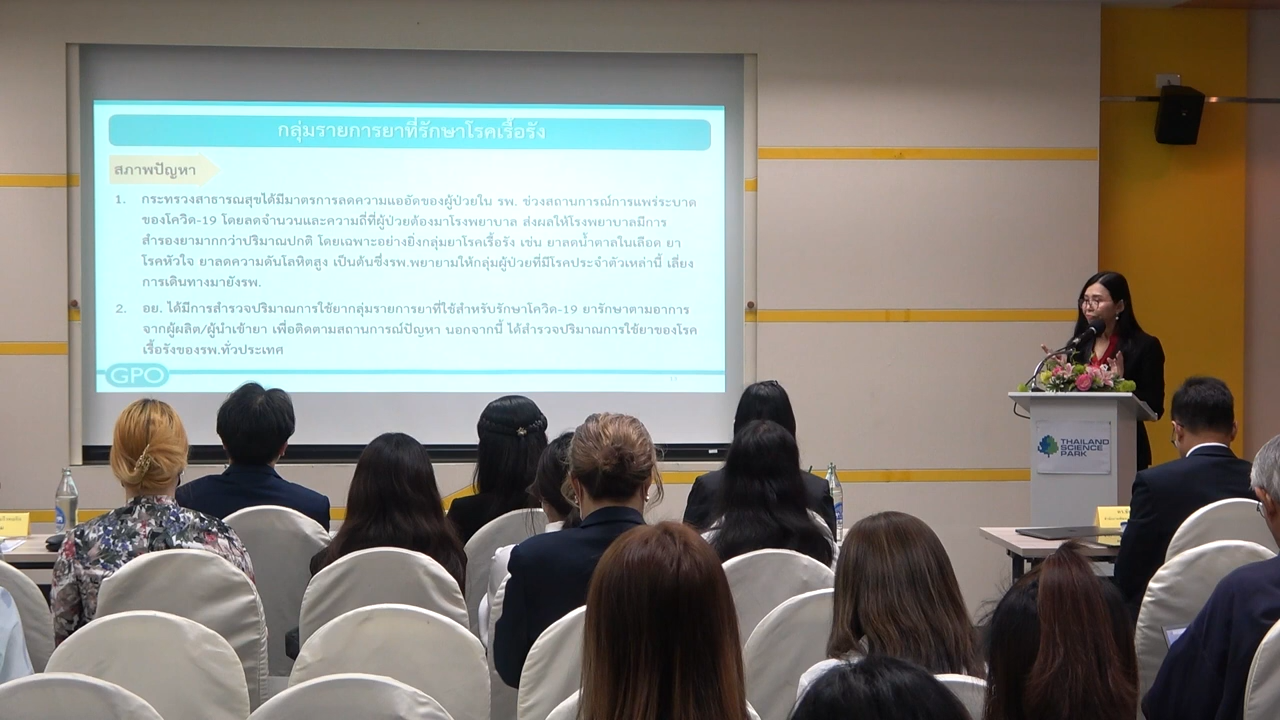 กลุ่มรายการยาที่รักษาโรคเรื้อรัง
สภาพปัญหา
1. กระทรวงสาธารณสุขได้มีมาตรการลดความแออัดของผู้ป่วยใน รพ. ช่วงสถานการณ์การแพร่ระบาด
ของโควิด-19 โดยลดจำนวนและความถี่ที่ผู้ป่วยต้องมาโรงพยาบาล ส่งผลให้โรงพยาบาลมีการ
สำรองยามากกว่าปริมาณปกติ โดยเฉพาะอย่างยิ่งกลุ่มยาโรคเรื้อรัง เช่น ยาลดน้ำตาลในเลือด ยา
โรคหัวใจ ยาลดความดันโลหิตสูง เป็นต้นซึ่งรพ.พยายามให้กลุ่มผู้ป่วยที่มีโรคประจำตัวเหล่านี้ เลี่ยง
การเดินทางมายังรพ.
2. อย. ได้มีการสำรวจปริมาณการใช้ยากลุ่มรายการยาที่ใช้สำหรับรักษาโควิด-19 ยารักษาตามอาการ
จากผู้ผลิต/ผู้นำเข้ายา เพื่อติดตามสถานการณ์ปัญหา นอกจากนี้ ได้สำรวจปริมาณการใช้ยาของโรค
เรื้อรังของรพ.ทั่วประเทศ
GPO
THAILAND
SCIENCE
PARK